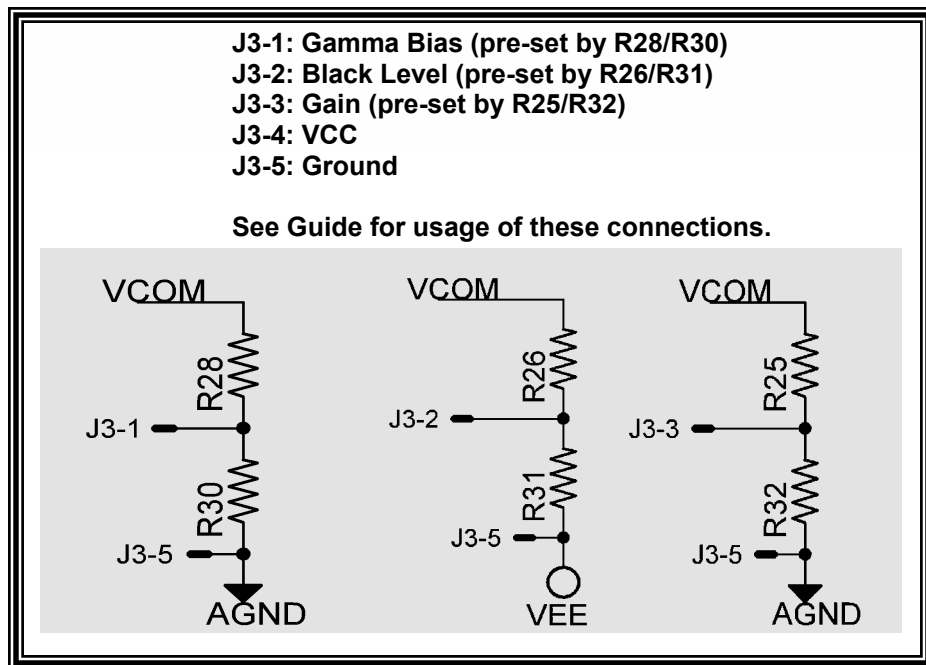 J3-1: Gamma Bias (pre-set by R28/R30)
J3-2: Black Level (pre-set by R26/R31)
J3-3: Gain (pre-set by R25/R32)
J3-4: VCC
J3-5: Ground
See Guide for usage of these connections.
VCOM
R28
J3-1
R30
J3-5
AGND
VCOM
R26
J3-2
R31
J3-5
VEE
VCOM
R25
J3-3
R32
J3-5
AGND